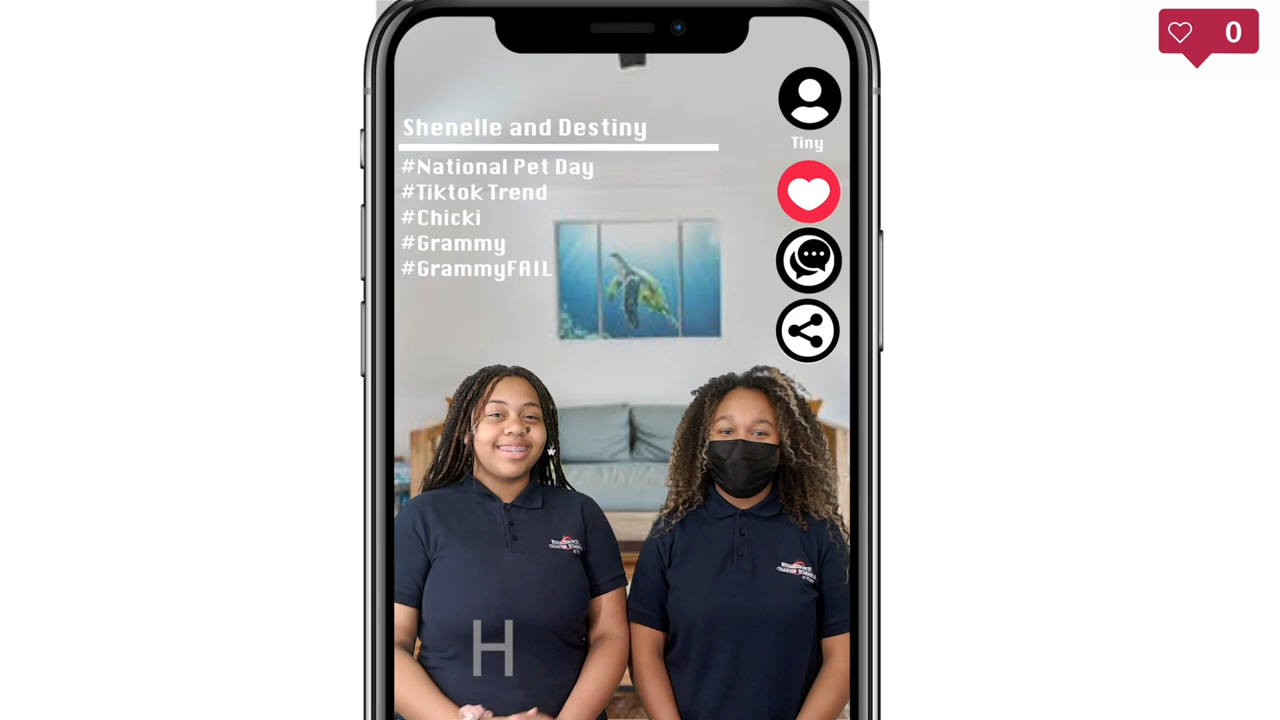 0
Shenelle and Destiny
Tiny
#National Pet Day
#Tiktok Trend
#Chicki
#Grammy
#GrammyFAIL
H